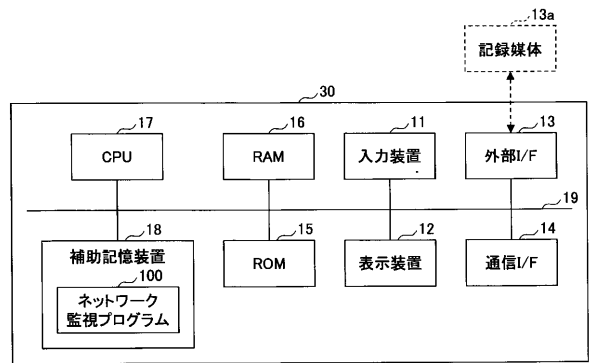 13a
記録媒体
30
17
CPU
16
RAM
11
入力装置
13
外部I/F
19
18
補助記憶装置
100
ネットワーク
監視プログラム
15
ROM
12
表示装置
14
通信I/F